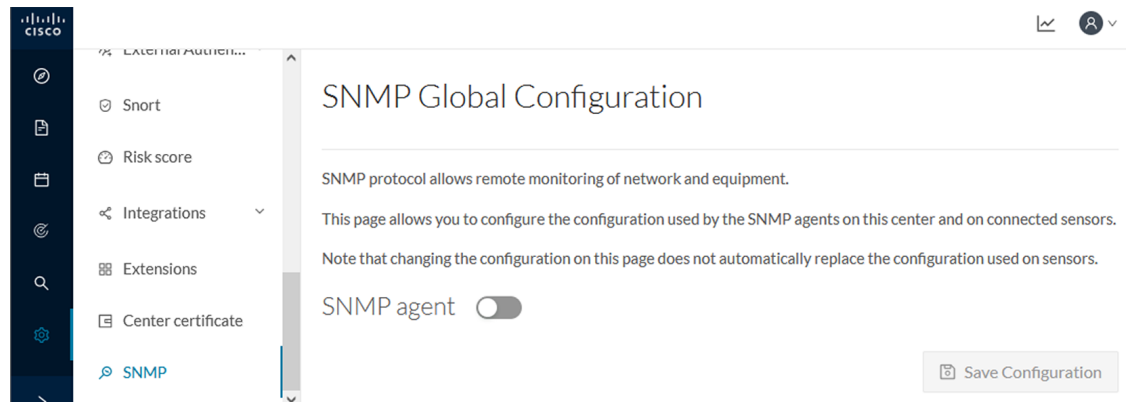 CISCO
External Authen...
Snort
Risk score
Integrations
Extensions
Center certificate
SNMP
SNMP Global Configuration
SNMP protocol allows remote monitoring of network and equipment.
This page allows you to configure the configuration used by the SNMP agents on this center and on connected sensors.
Note that changing the configuration on this page does not automatically replace the configuration used on sensors.
SNMP agent
Save Configuration